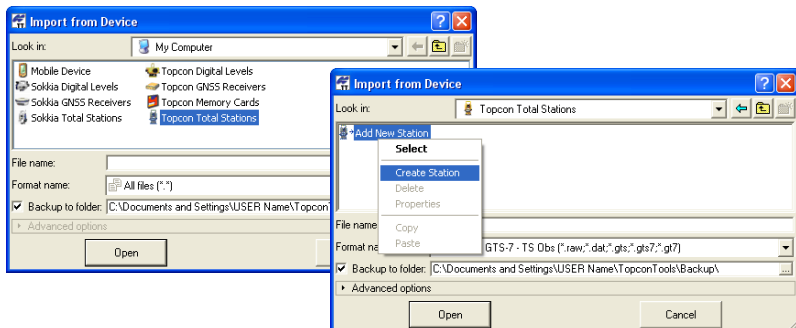 Import from Device
Look in:
My Computer
Mobile Device
Sokkia Digital Levels
Sokkia GNSS Receivers
Sokkia Total Stations
Topcon Digital Levels
Topcon GNSS Receivers
Topcon Memory Cards
Topcon Total Stations
File name:
Format name:
All files (*.*)
Backup to folder:
C:\Documents and Settings\USER Name\Topcon
Advanced options
Open
Import from Device
Look in:
Topcon Total Stations
Add New Station
Select
Create Station
Delete
Properties
Copy
Paste
File name
Format na
GTS-7 - TS Obs (*.raw;*.dat;*.gts;*.gts7;*.gt7)
Backup to folder:
C:\Documents and Settings\USER Name\TopconTools\Backup\
...
Advanced options
Open
Cancel